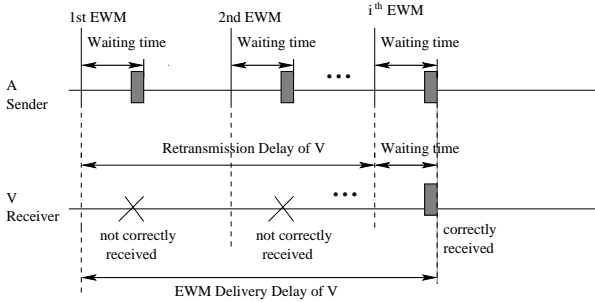 1st EWM
2nd EWM
i th EWM
Waiting time
Waiting time
Waiting time
A
Sender
Retransmission Delay of V
Waiting time
V
Receiver
not correctly
received
not correctly
received
correctly
received
EWM Delivery Delay of V